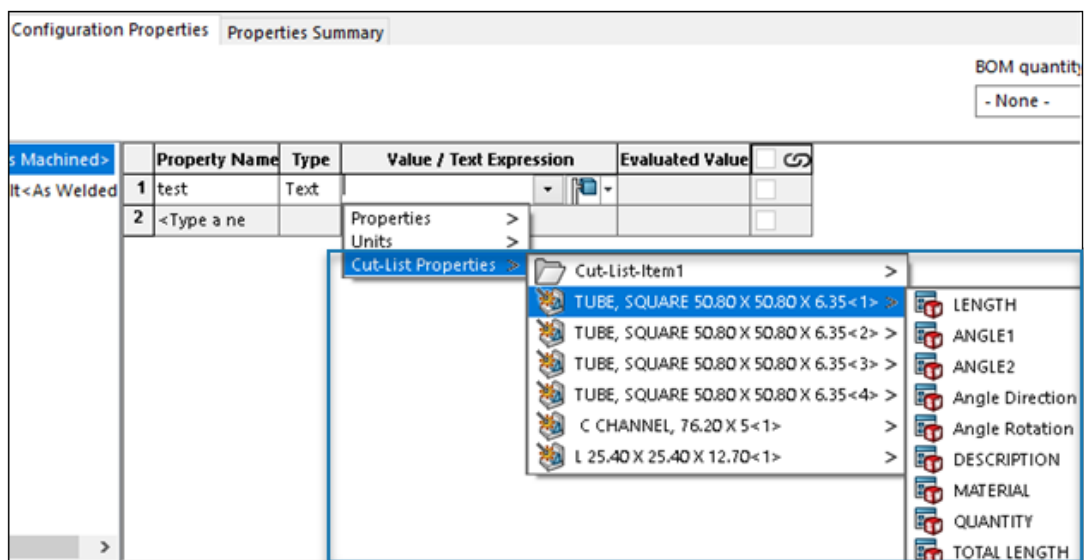 Configuration Properties Properties Summary
BOM quantity
- None -
s Machined> Property Name Type Value / Text Expression Evaluated Value
lt<As Welded 1 test Text
2 <Type a ne
Properties >
Units >
Cut-List Properties >
Cut-List-Item1 >
TUBE, SQUARE 50.80 X 50.80 X 6.35<1> >
TUBE, SQUARE 50.80 X 50.80 X 6.35<2> >
TUBE, SQUARE 50.80 X 50.80 X 6.35<3> >
TUBE, SQUARE 50.80 X 50.80 X 6.35<4> >
C CHANNEL, 76.20 X 5<1> >
L 25.40 X 25.40 X 12.70<1> >
LENGTH
ANGLE1
ANGLE2
Angle Direction
Angle Rotation
DESCRIPTION
MATERIAL
QUANTITY
TOTAL LENGTH